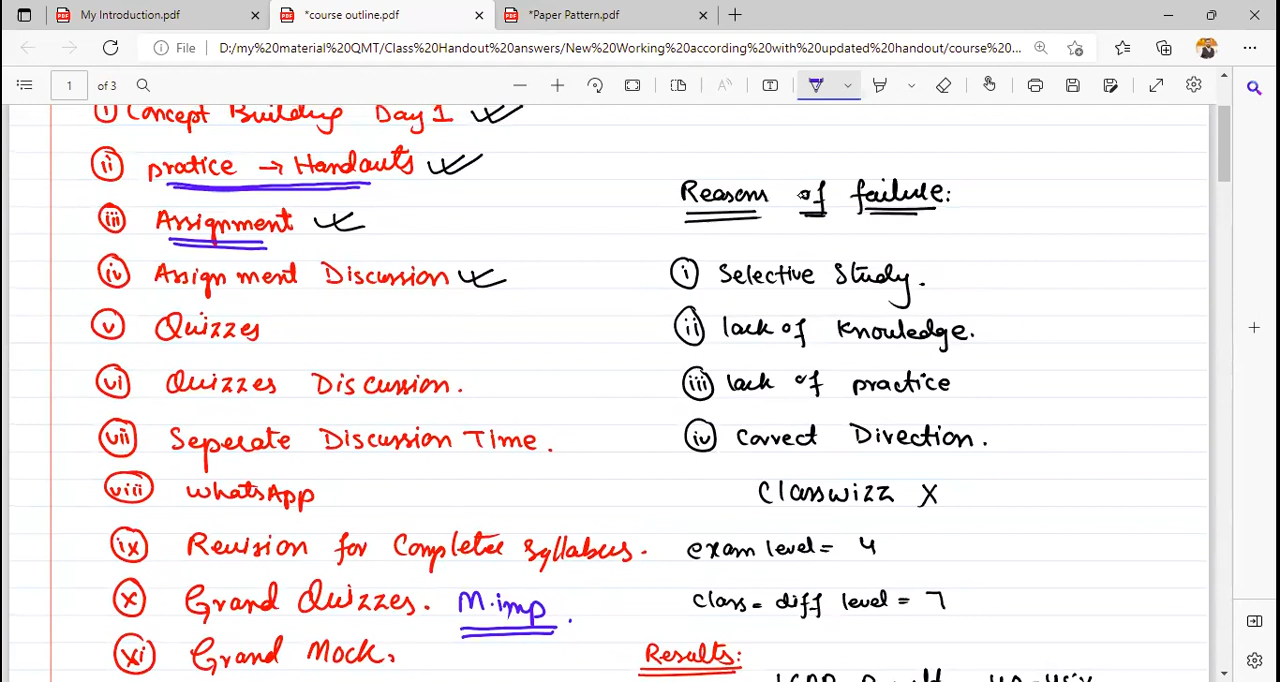 My Introduction.pdf
*course outline.pdf
*Paper Pattern.pdf
File
D:/my%20material%20QMT/Class%20Handout%20answers/New%20Working%20according%20with%20updated%20handout/course%20...
1 of 3
(i) Concept Building Day 1
(ii) pratice → Handouts
(iii) Assignment
(iv) Assignment Discussion
(v) Quizzes
(vi) Quizzes Discussion.
(vii) Seperate Discussion Time.
(viii) WhatsApp
(ix) Revision for Complete Syllabus.
(x) Grand Quizzes. M.imp.
(xi) Grand Mock.
Reasons of failure:
(i) Selective Study.
(ii) lack of Knowledge.
(iii) lack of practice
(iv) correct Direction.
Classwizz X
exam level = 4
class = diff level = 7
Results: